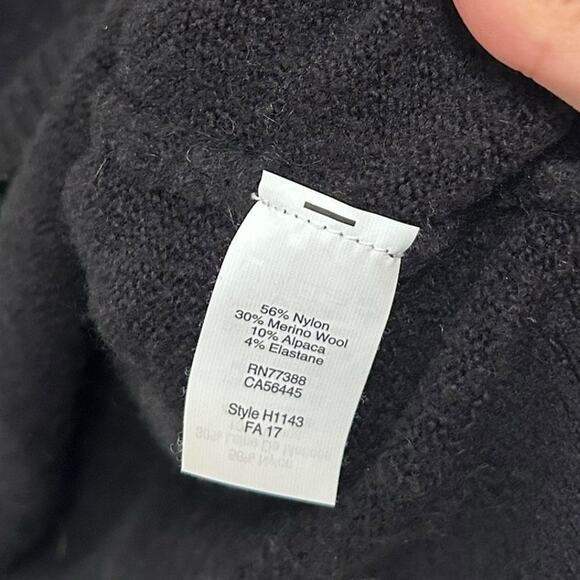 56% Nylon
30% Merino Wool
10% Alpaca
4% Elastane
RN77388
CA56445
Style H1143
FA 17